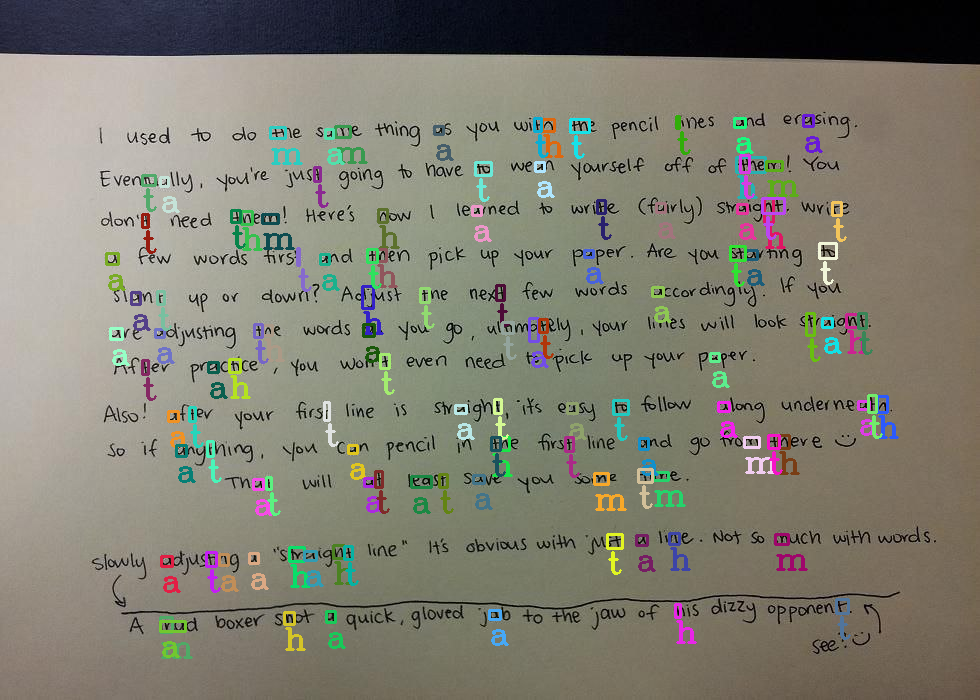 I used to do the same thing as you with the pencil lines and erasing.
Eventually, you're just going to have to wean yourself off of them! You
don't need them! Here's how I learned to write (fairly) straight. write
a few words first and then pick up your paper. Are you starting to
slant up or down? Adjust the next few words accordingly. If you
are adjusting the words as you go, ultimately, your lines will look straight.
After practice, you won't even need to pick up your paper.
Also! after your first line is straight, it's easy to follow along underneath.
So if anything, you can pencil in the first line and go from there :)
That will at least save you some time.
slowly adjusting a "straight line" It's obvious with just a line. Not so much with words.
A mad boxer shot a quick, gloved jab to the jaw of his dizzy opponent.
see! :)